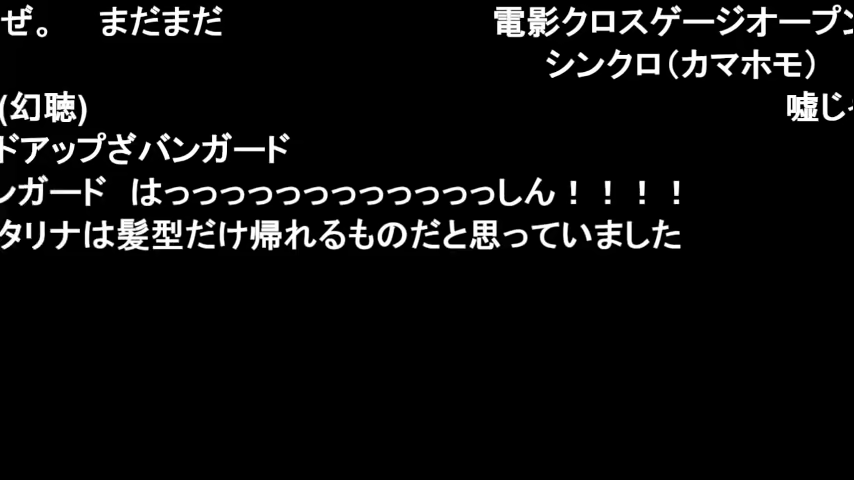 ぜ。　まだまだ
電影クロスゲージオープン
シンクロ（カマホモ）
(幻聴)
嘘じゃ
ドアップざバンガード
ンガード　はっっっっっっっっっっっっしん！！！！
タリナは髪型だけ帰れるものだと思っていました